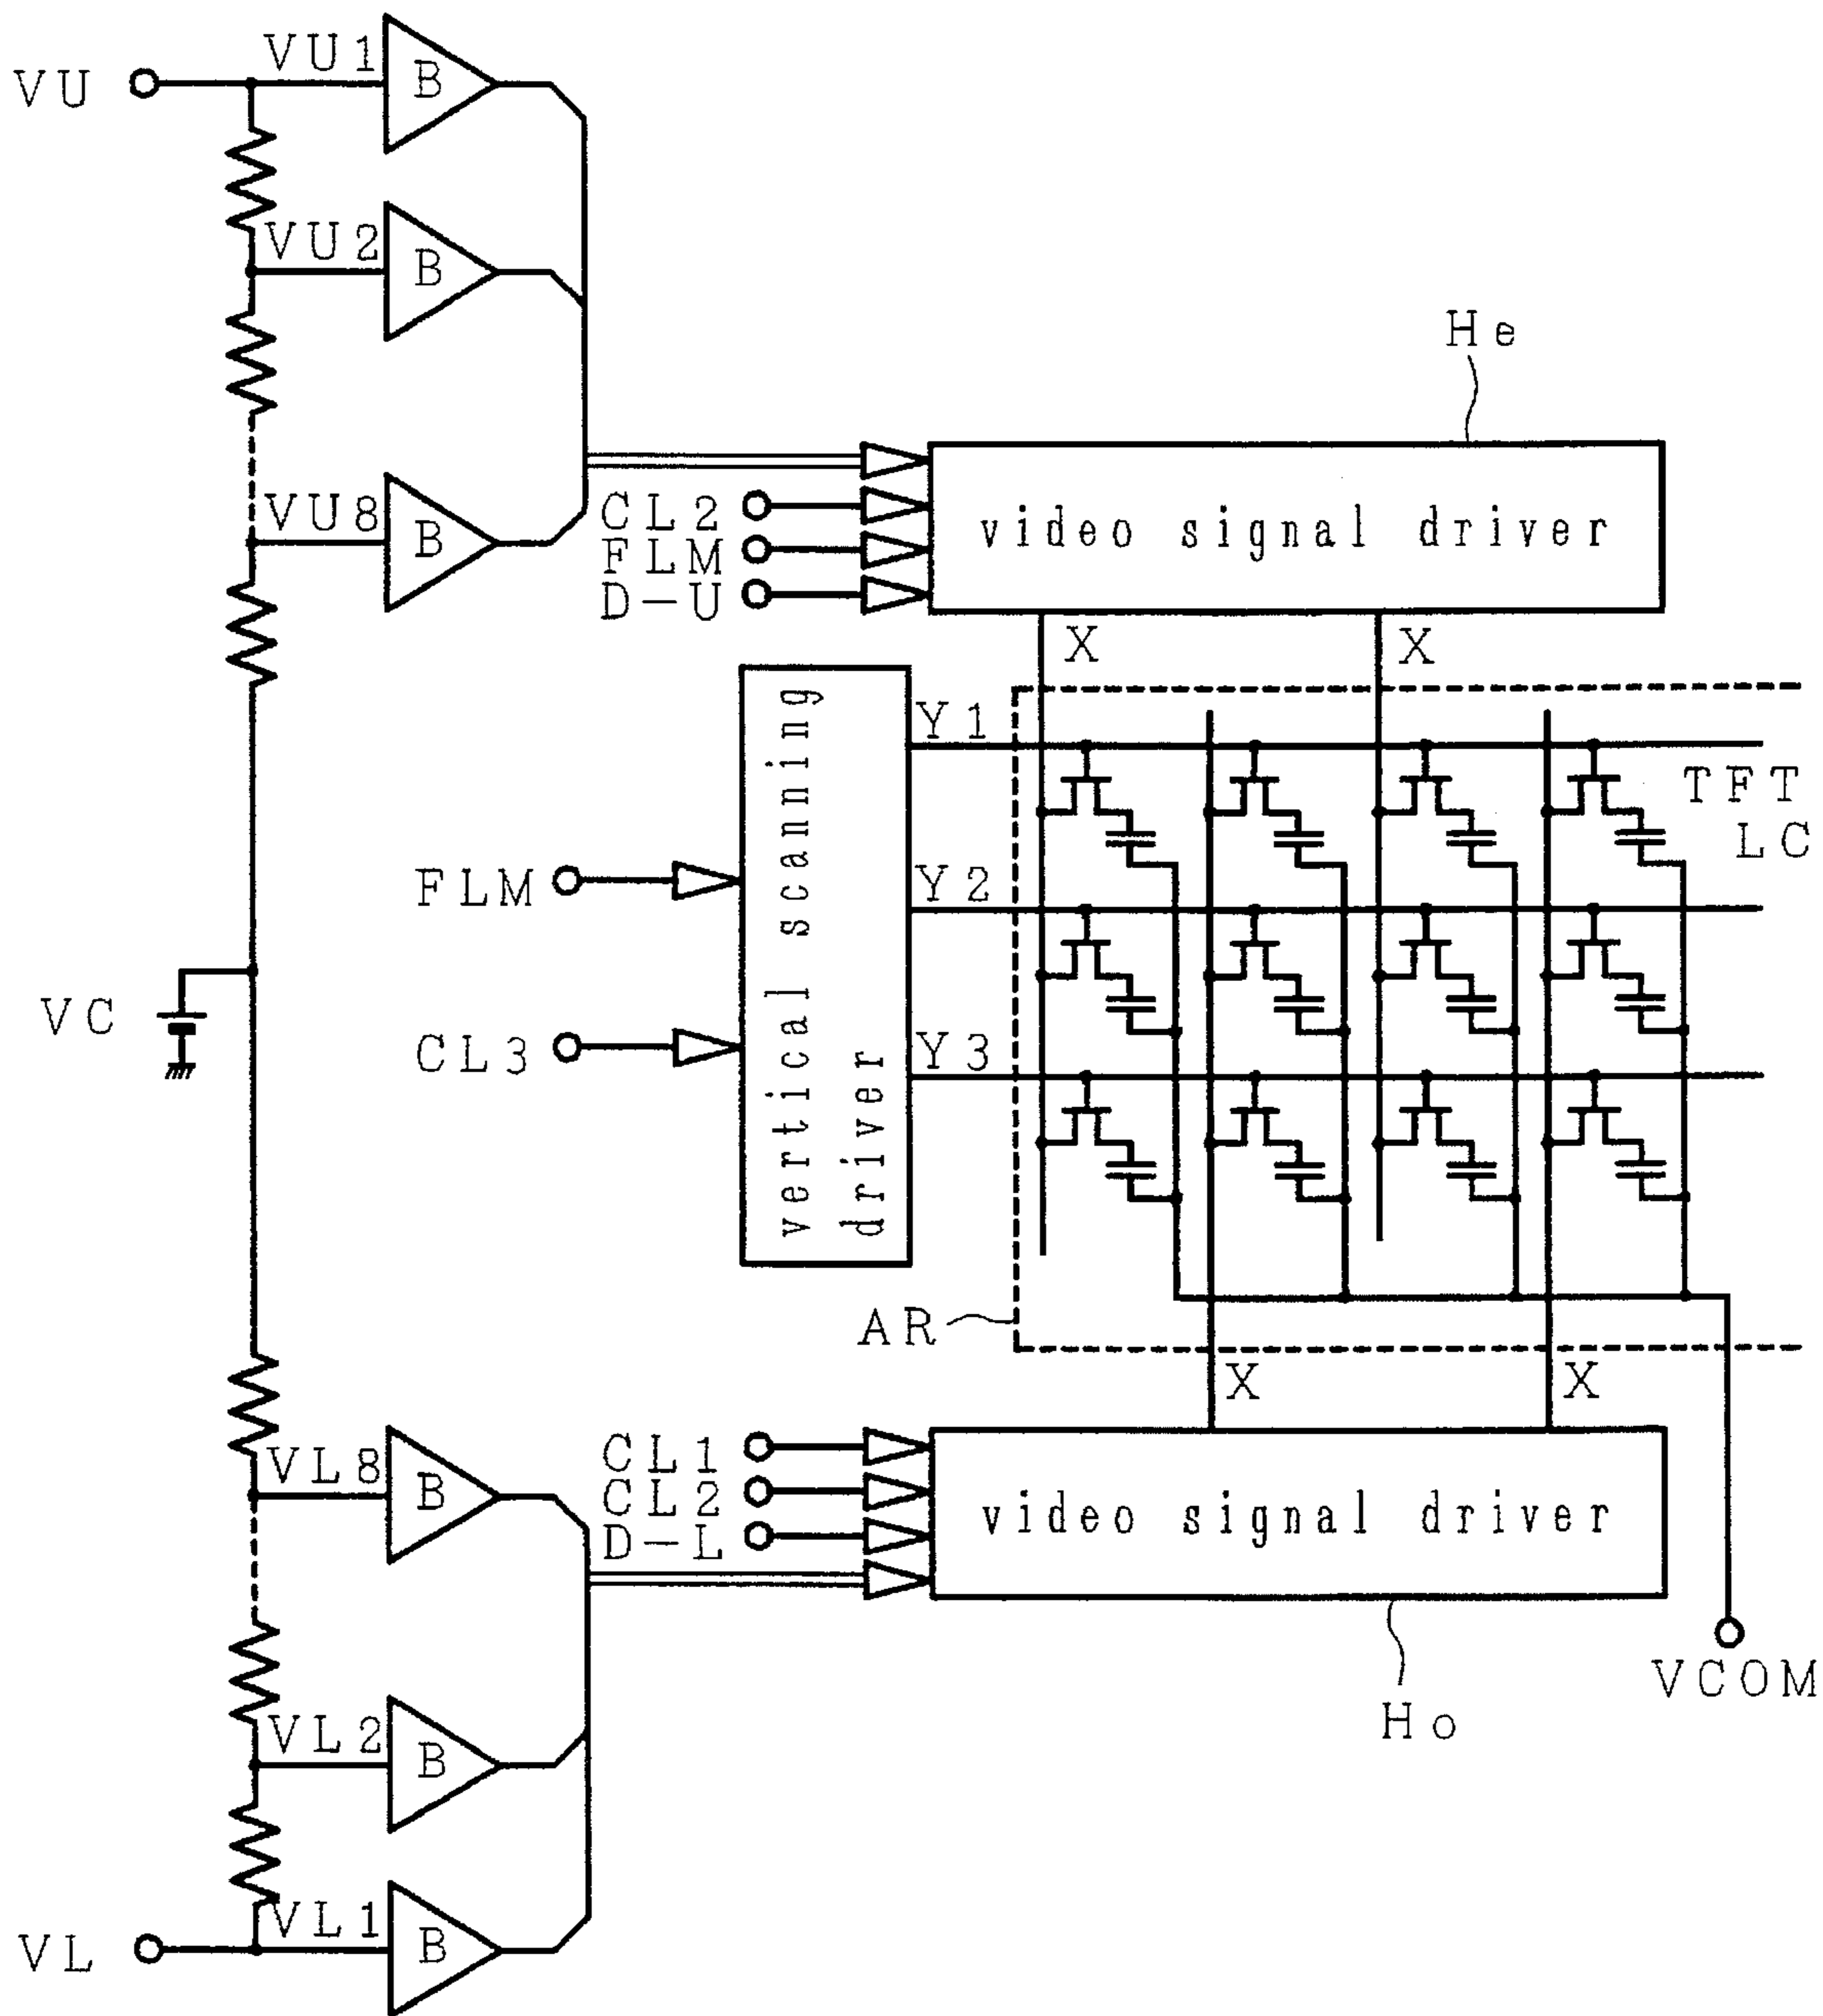 VU
VU1
B
VU2
B
VU8
B
He
CL2
FLM
D-U
video signal driver
X
X
Y1
TFT
LC
FLM
Y2
vertical scanning
driver
VC
CL3
Y3
AR
X
X
VL8
B
CL1
CL2
D-L
video signal driver
VCOM
Ho
VL2
B
VL1
B
VL